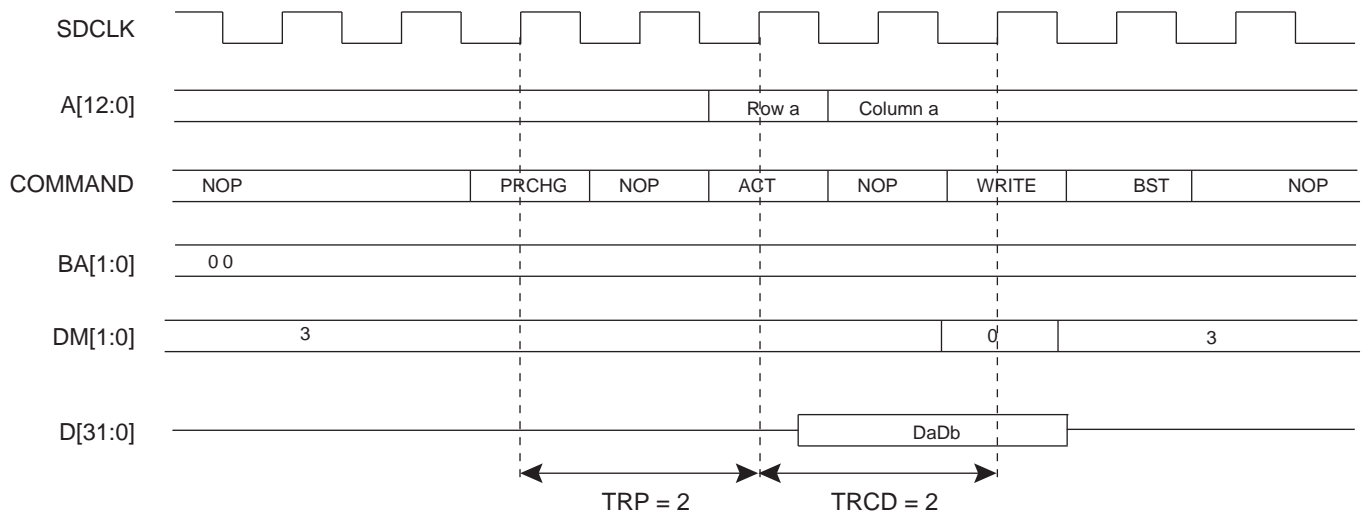 SDCLK
A[12:0] Row a Column a
COMMAND NOP PRCHG NOP ACT NOP WRITE BST NOP
BA[1:0] 0 0
DM[1:0] 3 0 3
D[31:0] DaDb
TRP = 2 TRCD = 2